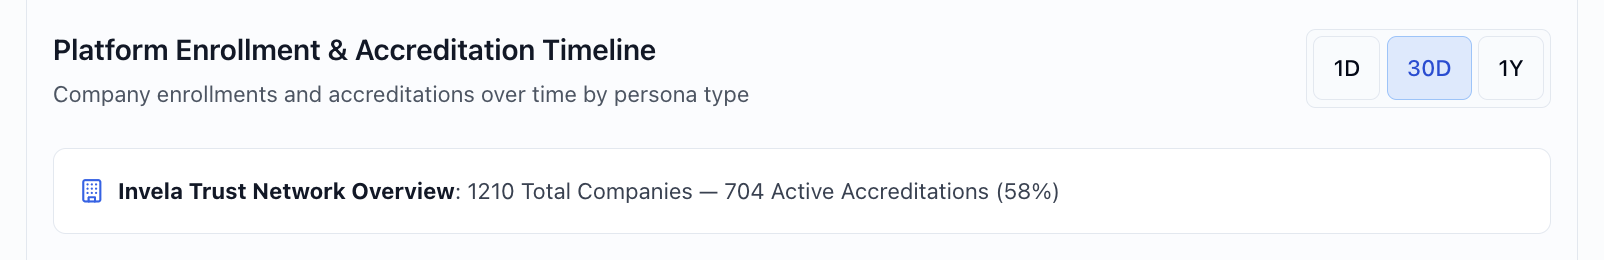 Platform Enrollment & Accreditation Timeline
Company enrollments and accreditations over time by persona type
1D 30D 1Y
Invela Trust Network Overview: 1210 Total Companies — 704 Active Accreditations (58%)